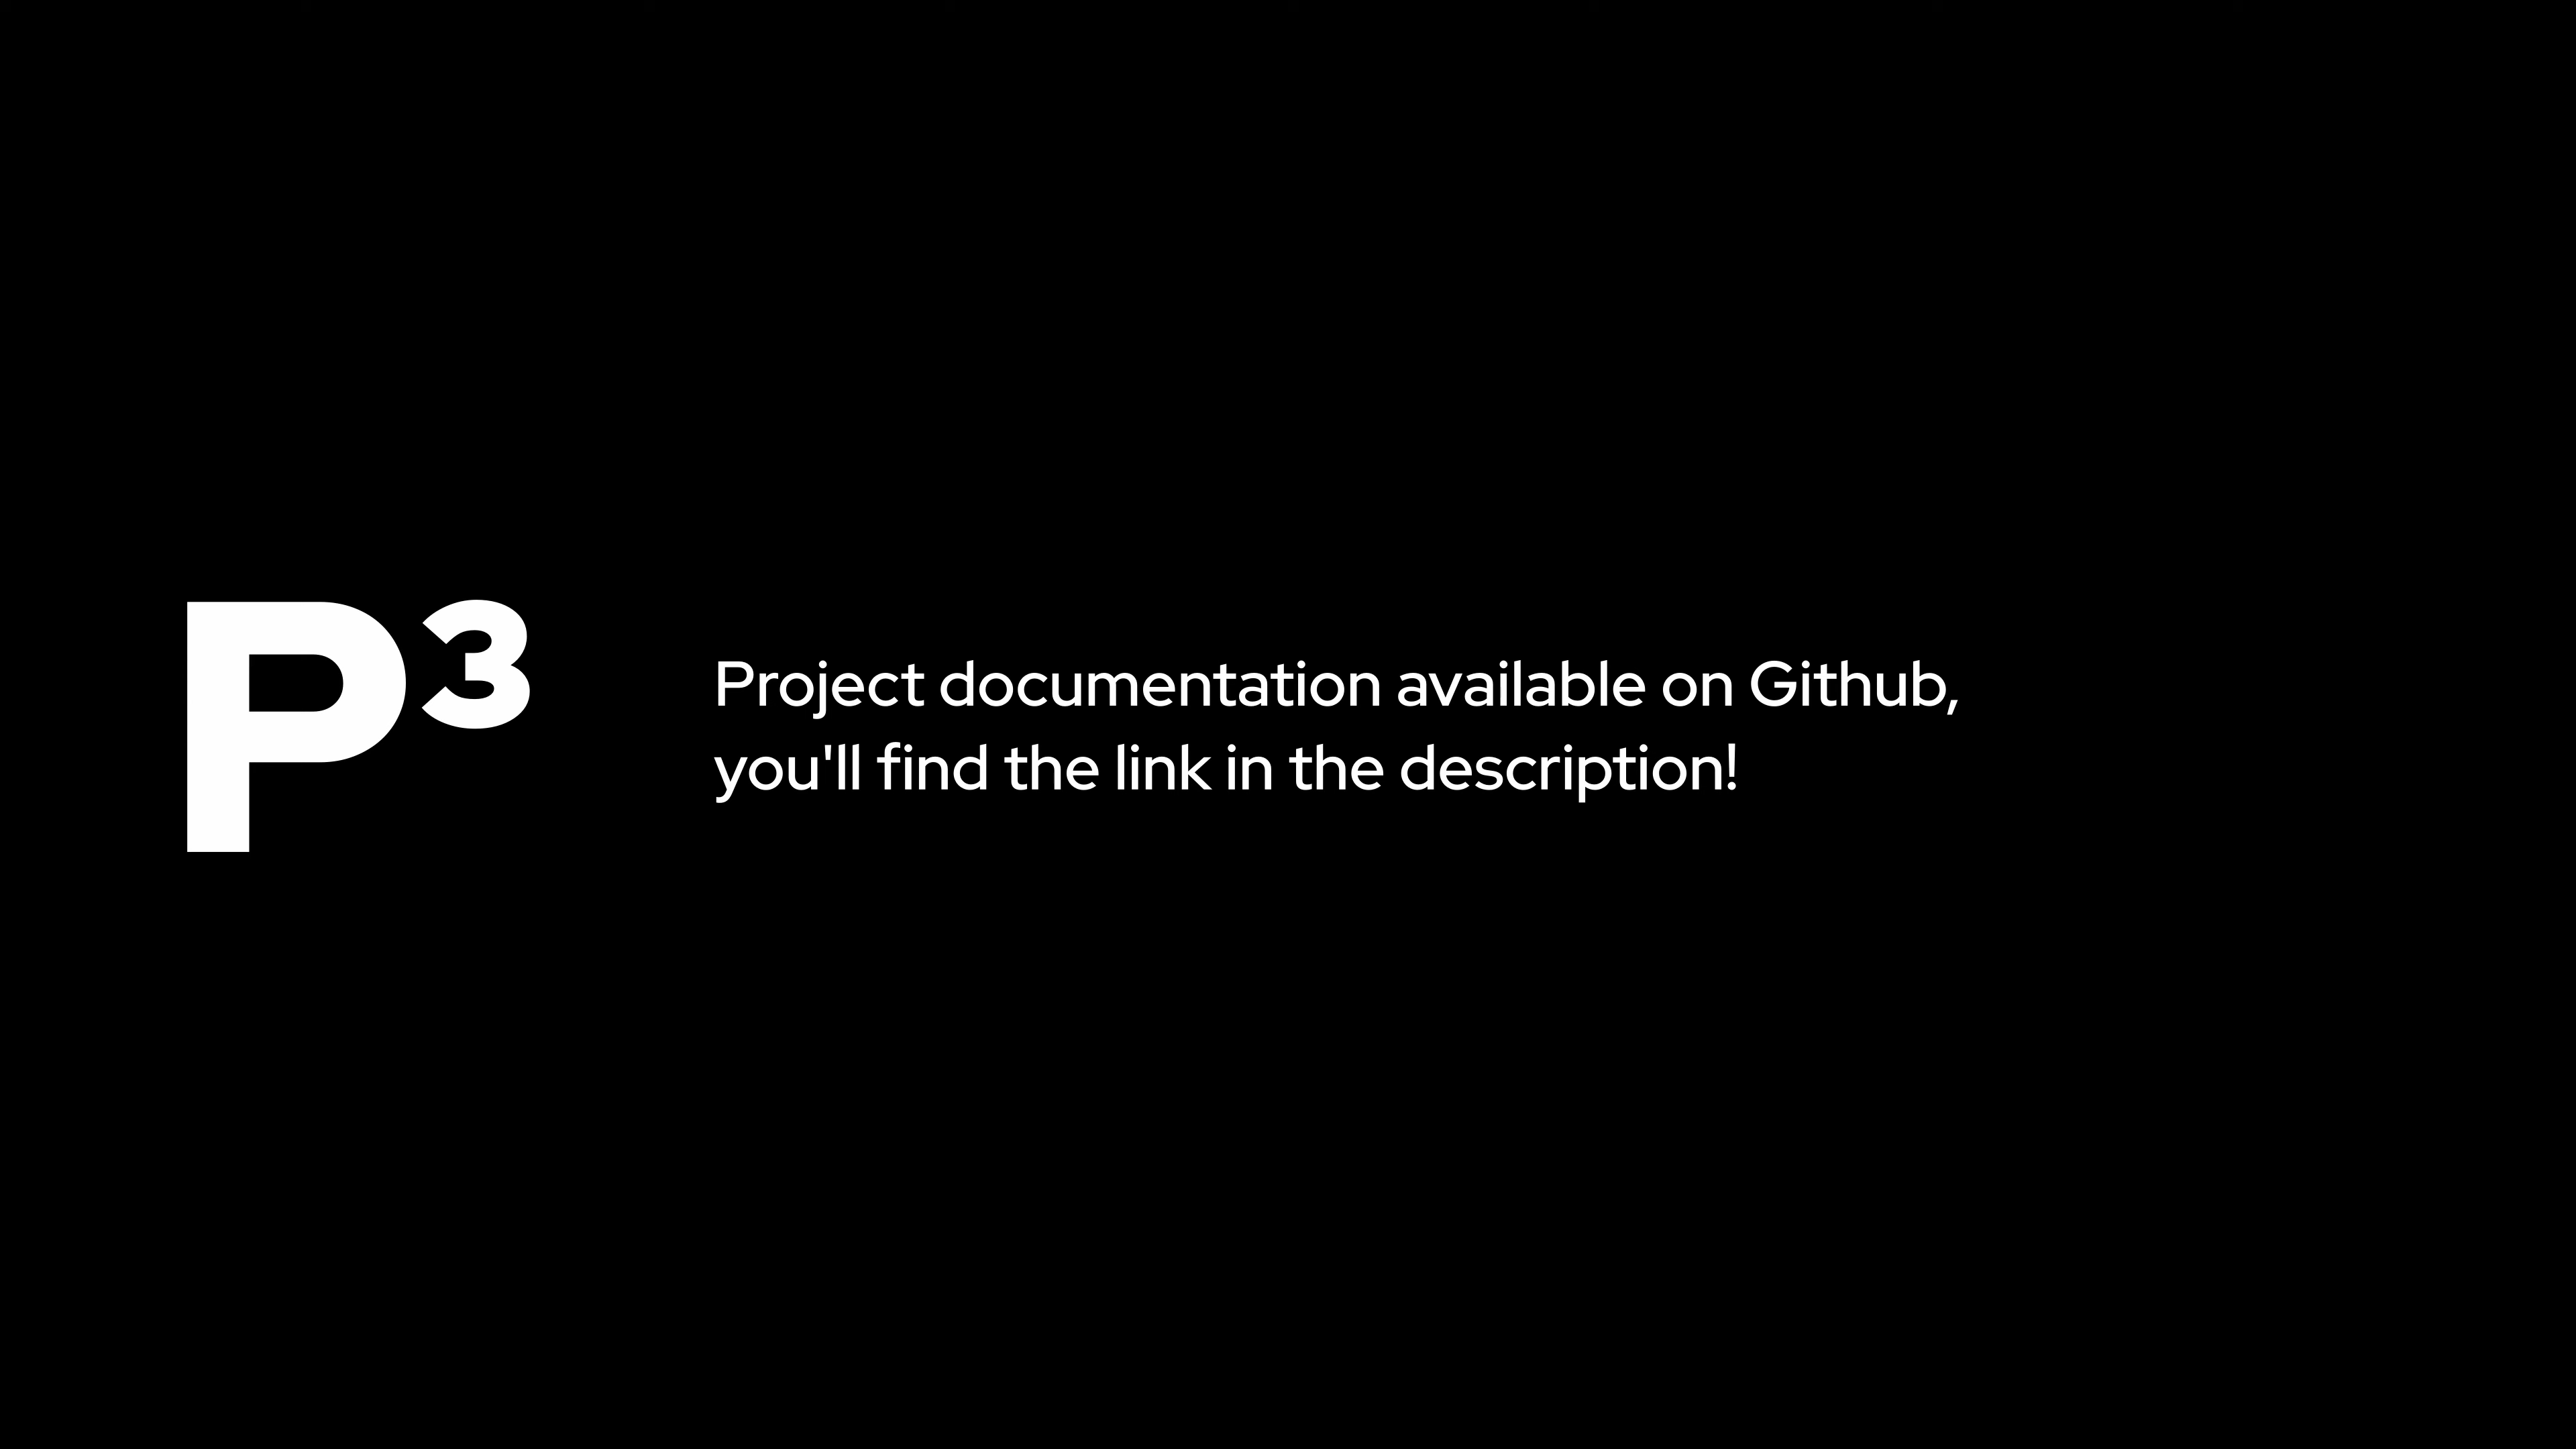 P³
Project documentation available on Github,
you'll find the link in the description!